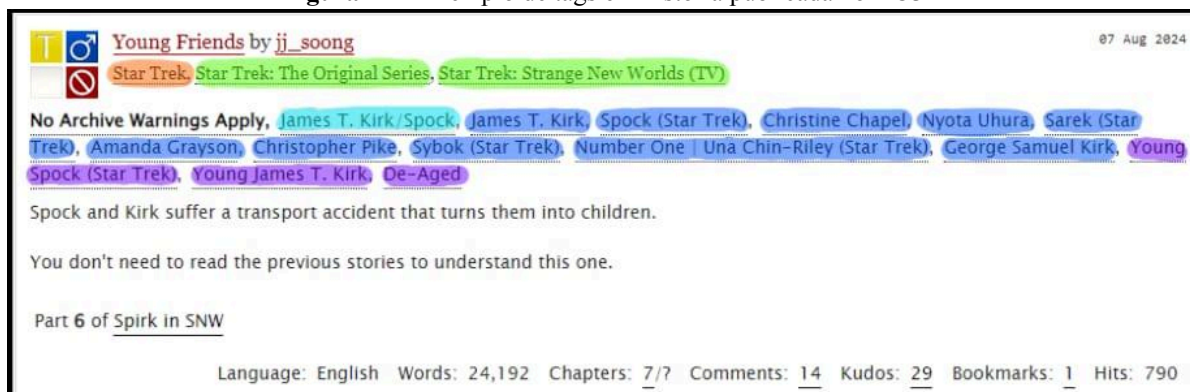 Young Friends by jj_soong
07 Aug 2024
Star Trek, Star Trek: The Original Series, Star Trek: Strange New Worlds (TV)
No Archive Warnings Apply, James T. Kirk/Spock, James T. Kirk, Spock (Star Trek), Christine Chapel, Nyota Uhura, Sarek (Star
Trek), Amanda Grayson, Christopher Pike, Sybok (Star Trek), Number One | Una Chin-Riley (Star Trek), George Samuel Kirk, Young
Spock (Star Trek), Young James T. Kirk, De-Aged
Spock and Kirk suffer a transport accident that turns them into children.
You don't need to read the previous stories to understand this one.
Part 6 of Spirk in SNW
Language: English Words: 24,192 Chapters: 7/? Comments: 14 Kudos: 29 Bookmarks: 1 Hits: 790